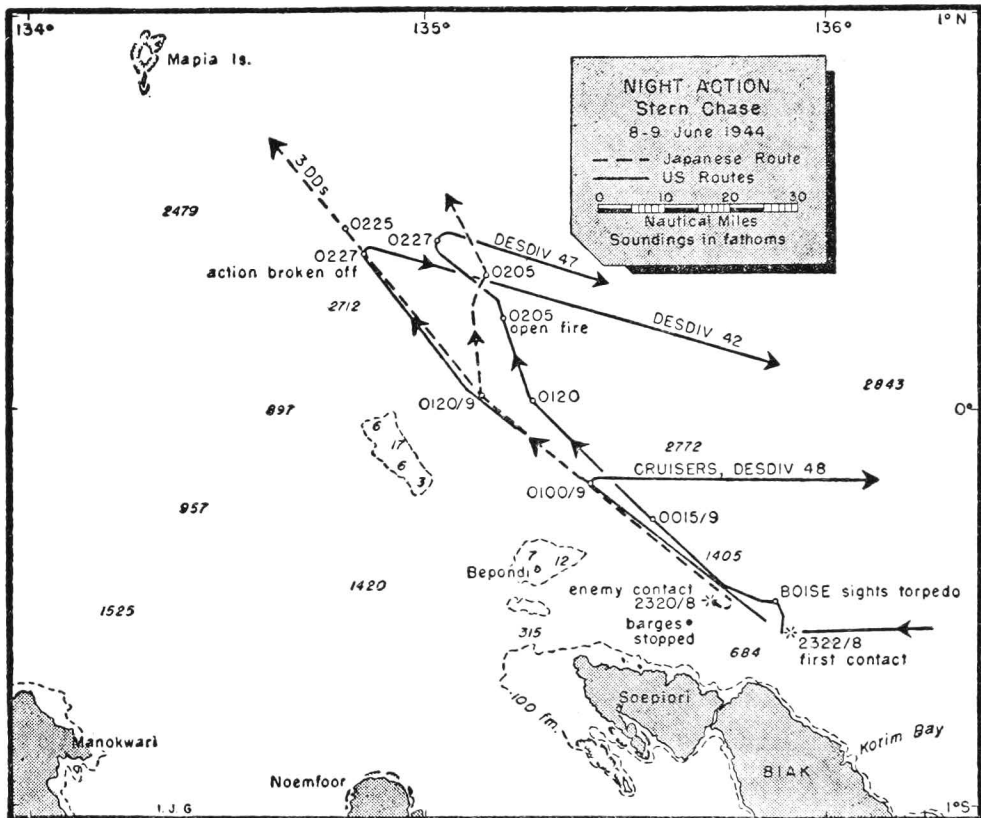 134°
135°
136°
1° N
Mapia Is.
NIGHT ACTION
Stern Chase
8-9 June 1944
Japanese Route
US Routes
0 10 20 30
Nautical Miles
Soundings in fathoms
3 DDs
2479
0225
0227
action broken off
0227
DESDIV 47
0205
2712
0205
open fire
DESDIV 42
2843
0120/9
0120
0°
897
6
17
6
3
2772
CRUISERS, DESDIV 48
0100/9
957
0015/9
1405
7
12
Bepondi
enemy contact
2320/8
BOISE sights torpedo
1420
1525
barges
stopped
2322/8
first contact
315
684
100 fm.
Soepiori
Korim Bay
Manokwari
BIAK
Noemfoor
I. J. G
1°S